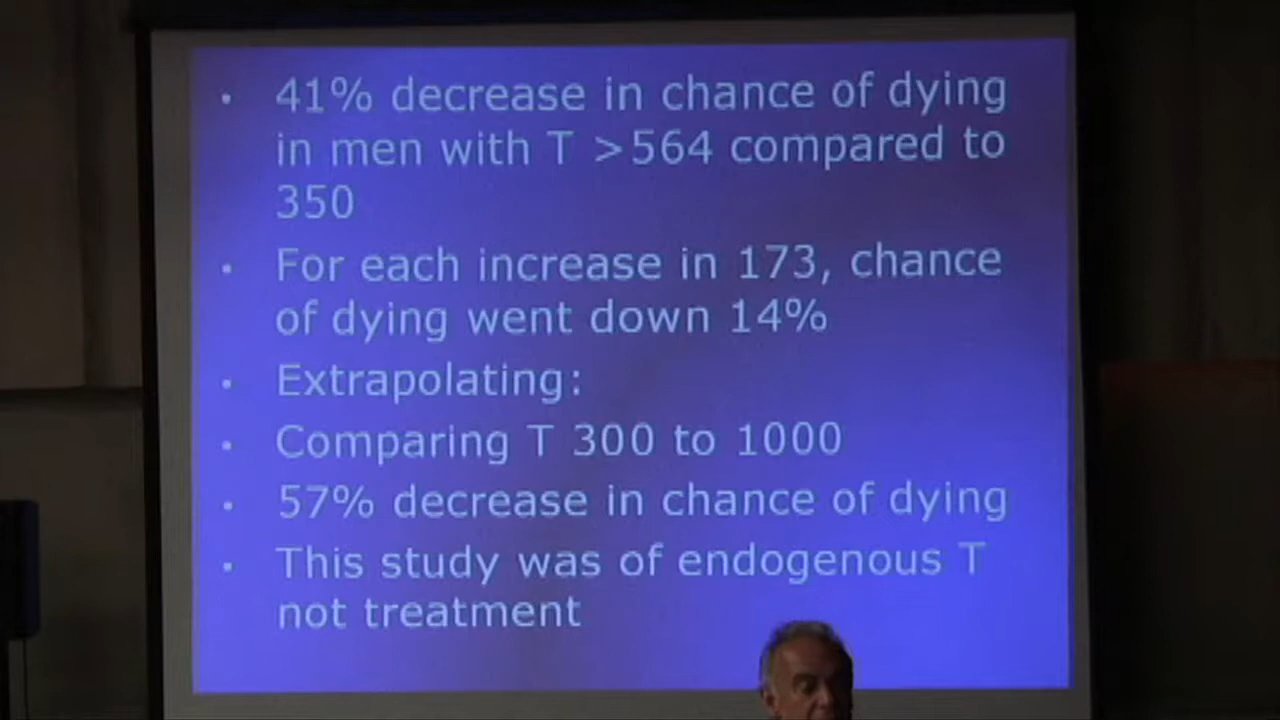 • 41% decrease in chance of dying
in men with T >564 compared to
350
• For each increase in 173, chance
of dying went down 14%
• Extrapolating:
• Comparing T 300 to 1000
• 57% decrease in chance of dying
• This study was of endogenous T
not treatment